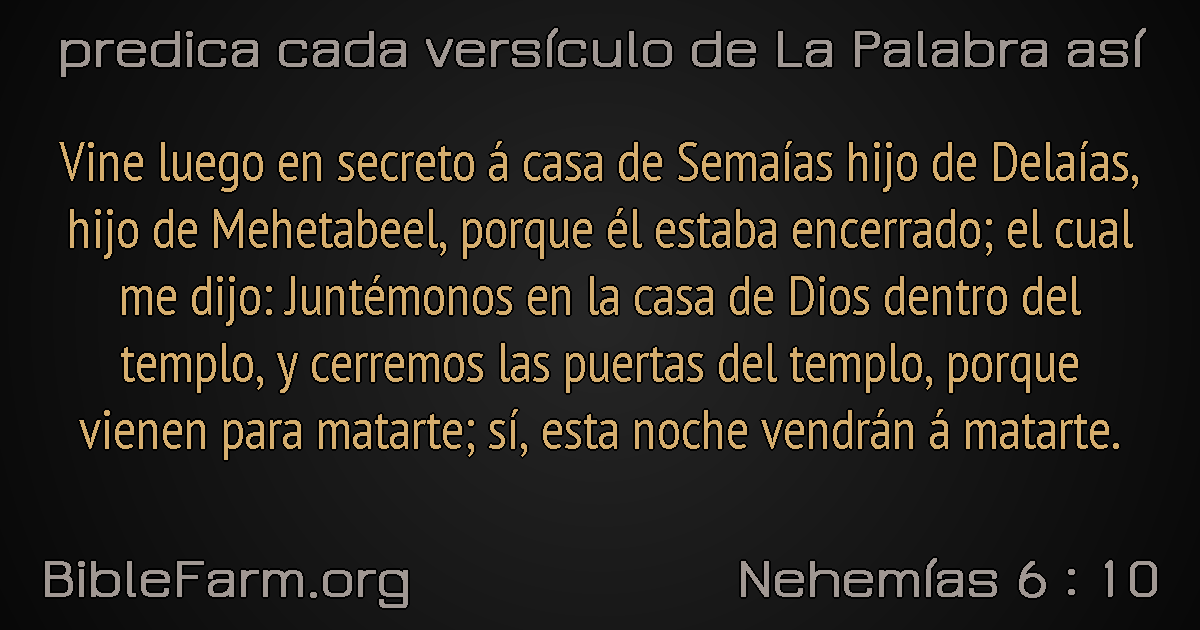 predica cada versículo de La Palabra así
Vine luego en secreto á casa de Semaías hijo de Delaías,
hijo de Mehetabeel, porque él estaba encerrado; el cual
me dijo: Juntémonos en la casa de Dios dentro del
templo, y cerremos las puertas del templo, porque
vienen para matarte; sí, esta noche vendrán á matarte.
BibleFarm.org
Nehemías 6 : 10